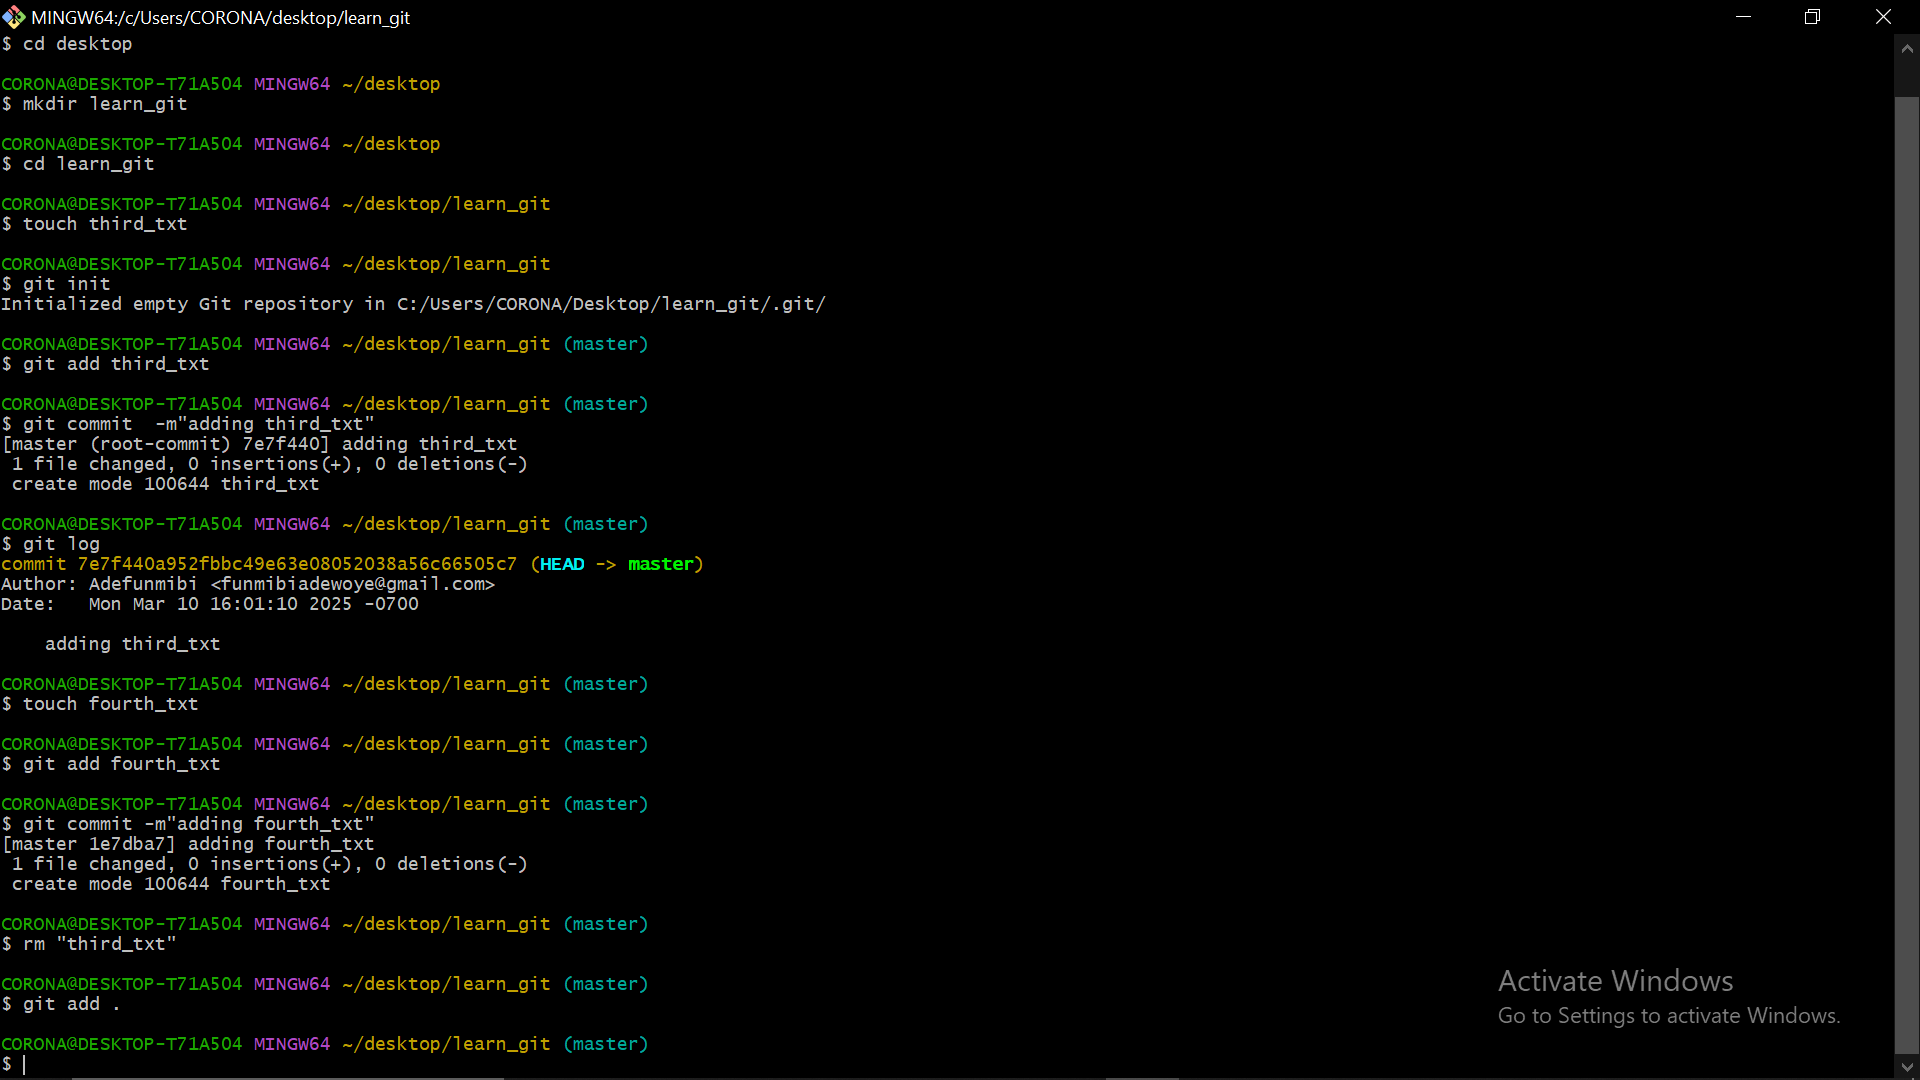 MINGW64:/c/Users/CORONA/desktop/learn_git
$ cd desktop
CORONA@DESKTOP-T71A504 MINGW64 ~/desktop
$ mkdir learn_git
CORONA@DESKTOP-T71A504 MINGW64 ~/desktop
$ cd learn_git
CORONA@DESKTOP-T71A504 MINGW64 ~/desktop/learn_git
$ touch third_txt
CORONA@DESKTOP-T71A504 MINGW64 ~/desktop/learn_git
$ git init
Initialized empty Git repository in C:/Users/CORONA/Desktop/learn_git/.git/
CORONA@DESKTOP-T71A504 MINGW64 ~/desktop/learn_git (master)
$ git add third_txt
CORONA@DESKTOP-T71A504 MINGW64 ~/desktop/learn_git (master)
$ git commit  -m"adding third_txt"
[master (root-commit) 7e7f440] adding third_txt
 1 file changed, 0 insertions(+), 0 deletions(-)
 create mode 100644 third_txt
CORONA@DESKTOP-T71A504 MINGW64 ~/desktop/learn_git (master)
$ git log
commit 7e7f440a952fbbc49e63e08052038a56c66505c7 (HEAD -> master)
Author: Adefunmibi <funmibiadewoye@gmail.com>
Date:   Mon Mar 10 16:01:10 2025 -0700
    adding third_txt
CORONA@DESKTOP-T71A504 MINGW64 ~/desktop/learn_git (master)
$ touch fourth_txt
CORONA@DESKTOP-T71A504 MINGW64 ~/desktop/learn_git (master)
$ git add fourth_txt
CORONA@DESKTOP-T71A504 MINGW64 ~/desktop/learn_git (master)
$ git commit -m"adding fourth_txt"
[master 1e7dba7] adding fourth_txt
 1 file changed, 0 insertions(+), 0 deletions(-)
 create mode 100644 fourth_txt
CORONA@DESKTOP-T71A504 MINGW64 ~/desktop/learn_git (master)
$ rm "third_txt"
CORONA@DESKTOP-T71A504 MINGW64 ~/desktop/learn_git (master)
$ git add .
CORONA@DESKTOP-T71A504 MINGW64 ~/desktop/learn_git (master)
$
Activate Windows
Go to Settings to activate Windows.